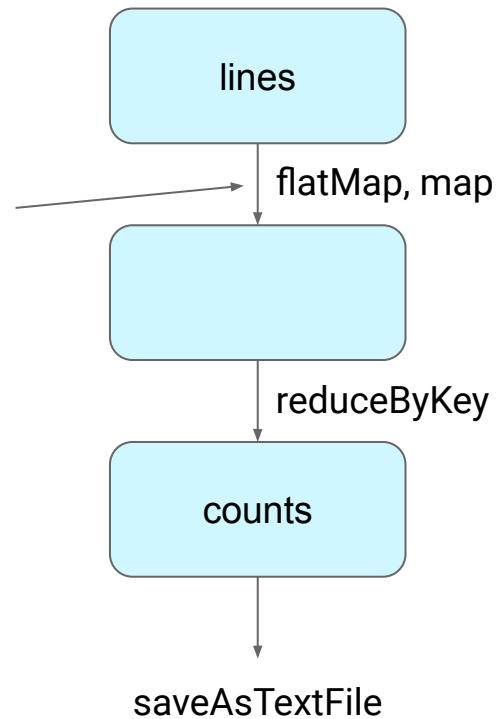 lines
flatMap, map
reduceByKey
counts
saveAsTextFile